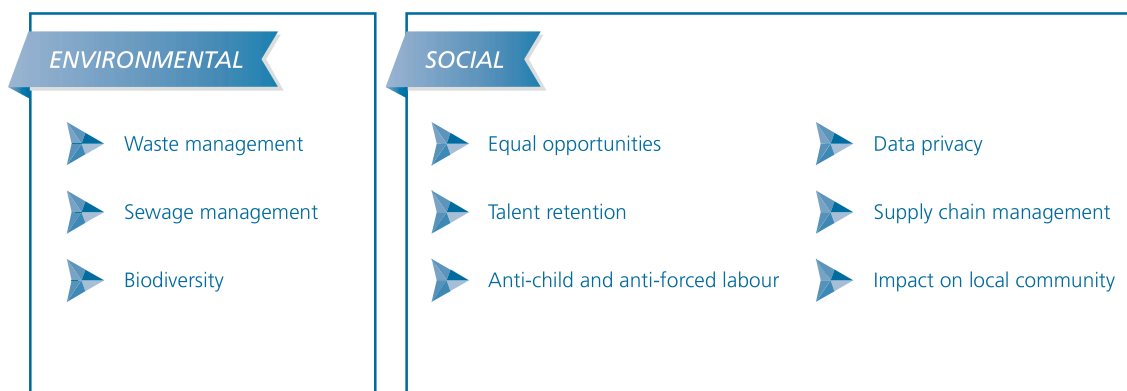 ENVIRONMENTAL
Waste management
Sewage management
Biodiversity
SOCIAL
Equal opportunities
Talent retention
Anti-child and anti-forced labour
Data privacy
Supply chain management
Impact on local community